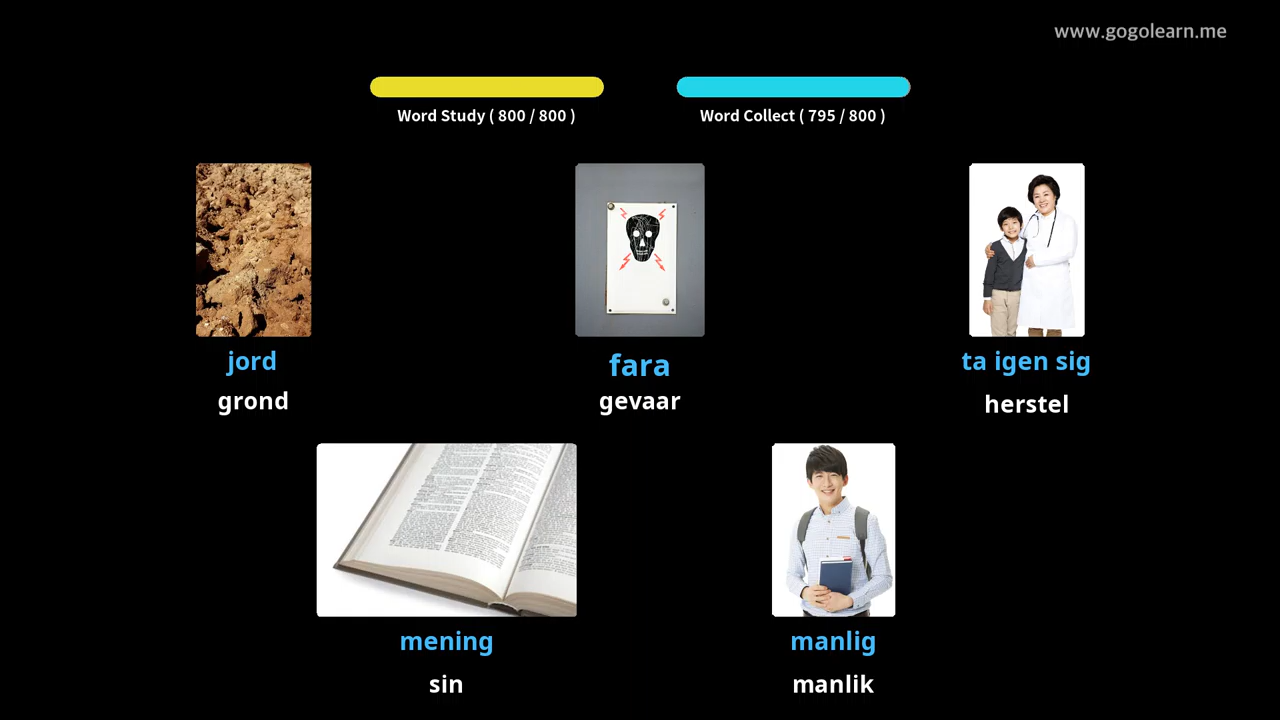 www.gogolearn.me
Word Study ( 800 / 800 )
Word Collect ( 795 / 800 )
jord
fara
ta igen sig
grond
gevaar
herstel
mening
manlig
sin
manlik